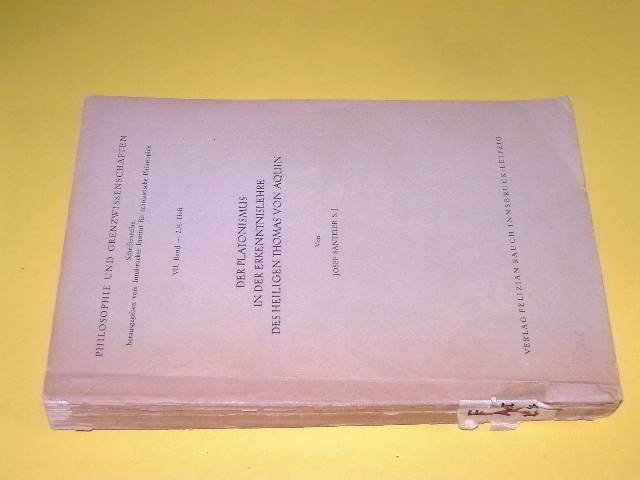 PHILOSOPHIE UND GRENZWISSENSCHAFTEN
Schriftenreihe,
herausgegeben vom Innsbrucker Institut für scholastische Philosophie
VII. Band — 2./4. Heft
DER PLATONISMUS
IN DER ERKENNTNISLEHRE
DES HEILIGEN THOMAS VON AQUIN
Von
JOSEF SANTELER S.J.
VERLAG FELIZIAN RAUCH INNSBRUCK/LEIPZIG